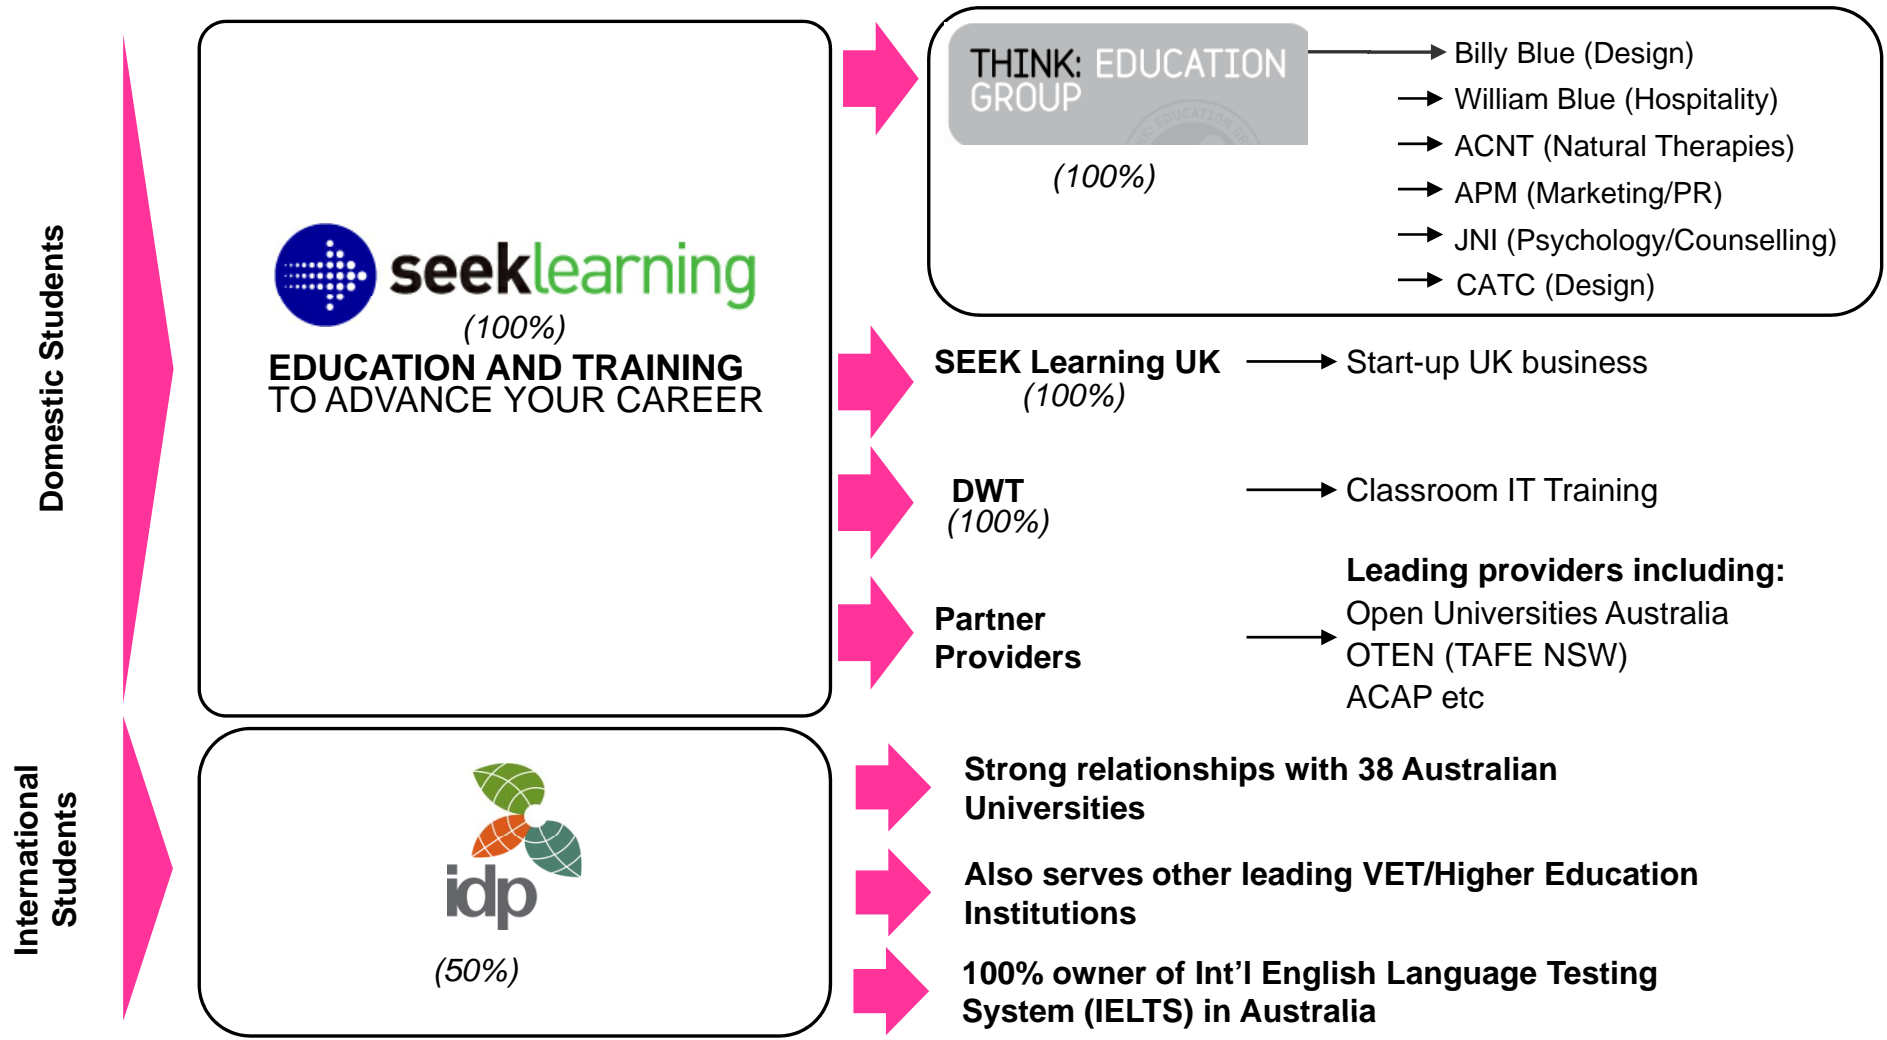 Domestic Students
seeklearning
(100%)
EDUCATION AND TRAINING
TO ADVANCE YOUR CAREER
THINK: EDUCATION
GROUP
(100%)
Billy Blue (Design)
William Blue (Hospitality)
ACNT (Natural Therapies)
APM (Marketing/PR)
JNI (Psychology/Counselling)
CATC (Design)
SEEK Learning UK
(100%)
Start-up UK business
DWT
(100%)
Classroom IT Training
Partner
Providers
Leading providers including:
Open Universities Australia
OTEN (TAFE NSW)
ACAP etc
International
Students
idp
(50%)
Strong relationships with 38 Australian
Universities
Also serves other leading VET/Higher Education
Institutions
100% owner of Int’l English Language Testing
System (IELTS) in Australia